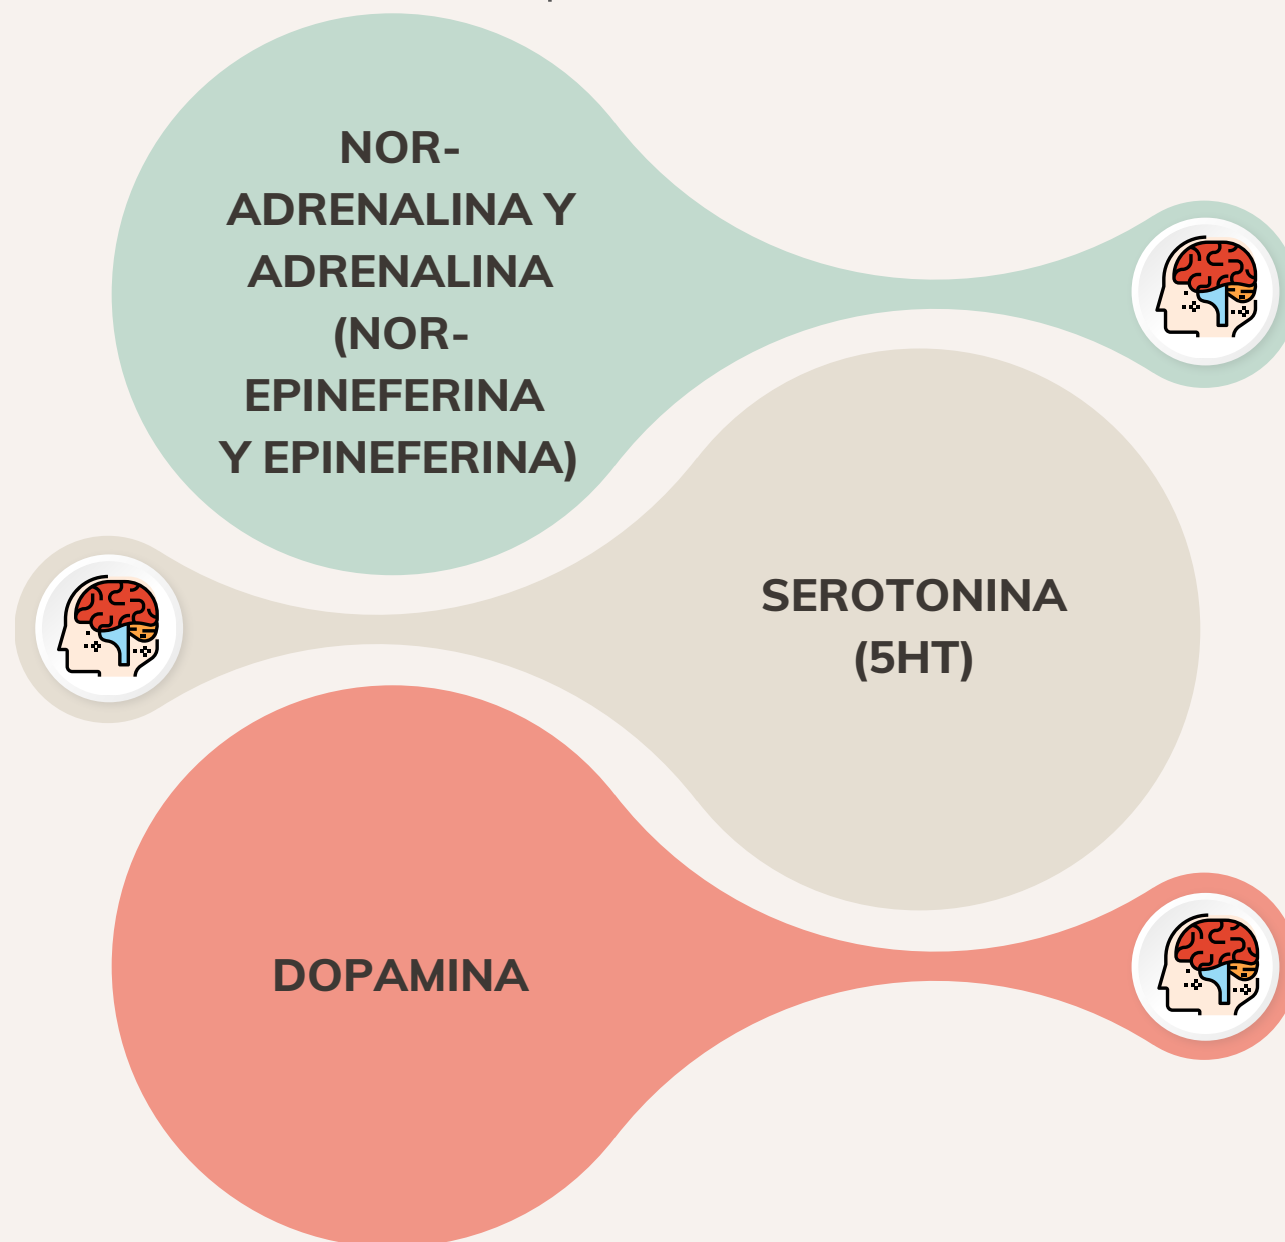 NOR-
ADRENALINA Y
ADRENALINA
(NOR-
EPINEFERINA
Y EPINEFERINA)
SEROTONINA
(5HT)
DOPAMINA